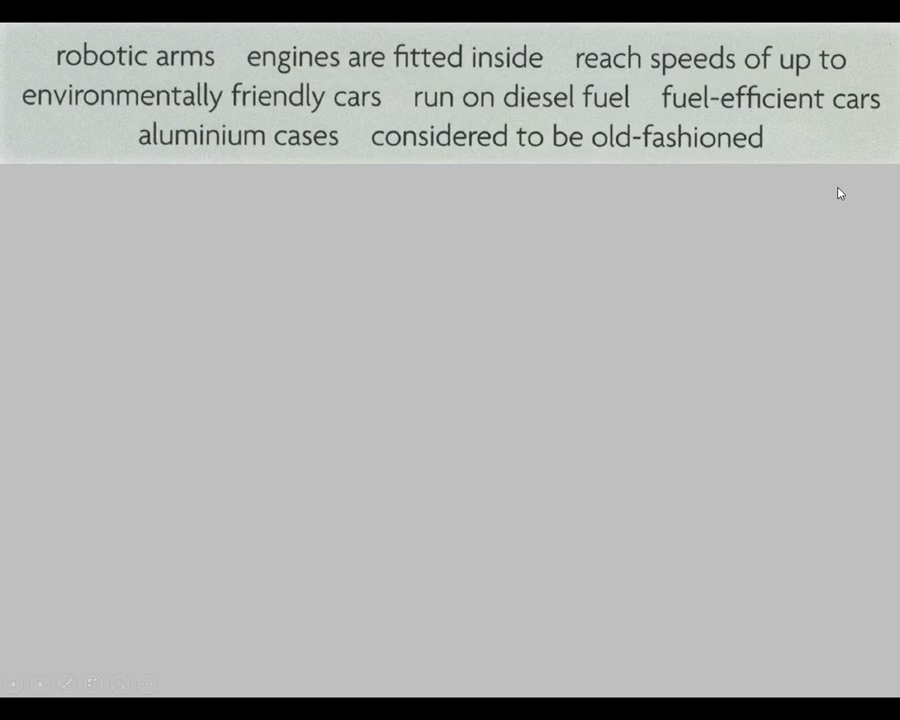 robotic arms engines are fitted inside reach speeds of up to
environmentally friendly cars run on diesel fuel fuel-efficient cars
aluminium cases considered to be old-fashioned